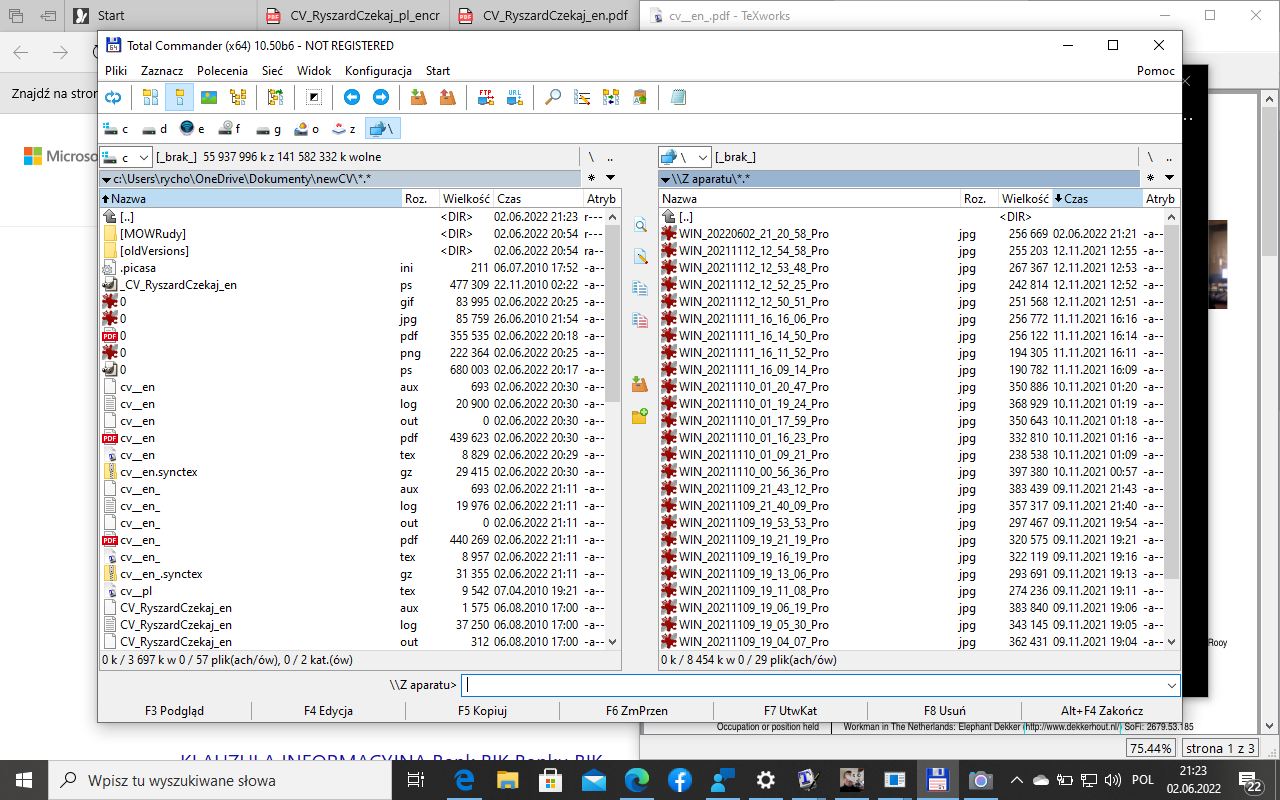 Start
CV_RyszardCzekaj_pl_encr
CV_RyszardCzekaj_en.pdf
cv__en_.pdf - TeXworks
Total Commander (x64) 10.50b6 - NOT REGISTERED
Pliki Zaznacz Polecenia Sieć Widok Konfiguracja Start Pomoc
Znajdź na stron
FTP URL
c d e f g o z \
Microso
c [_brak_] 55 937 996 k z 141 582 332 k wolne \ ..
\ [_brak_] \ ..
c:\Users\rycho\OneDrive\Dokumenty\newCV\*.* *
\\Z aparatu\*.* *
Nazwa Roz. Wielkość Czas Atryb
[..] <DIR> 02.06.2022 21:23 r---
[MOWRudy] <DIR> 02.06.2022 20:54 r---
[oldVersions] <DIR> 02.06.2022 20:54 ra--
.picasa ini 211 06.07.2010 17:52 -a--
_CV_RyszardCzekaj_en ps 477 309 22.11.2010 02:22 -a--
0 gif 83 995 02.06.2022 20:25 -a--
0 jpg 85 759 26.06.2010 21:54 -a--
0 pdf 355 535 02.06.2022 20:18 -a--
0 png 222 364 02.06.2022 20:25 -a--
0 ps 680 003 02.06.2022 20:17 -a--
cv__en aux 693 02.06.2022 20:30 -a--
cv__en log 20 900 02.06.2022 20:30 -a--
cv__en out 0 02.06.2022 20:30 -a--
cv__en pdf 439 623 02.06.2022 20:30 -a--
cv__en tex 8 829 02.06.2022 20:29 -a--
cv__en.synctex gz 29 415 02.06.2022 20:30 -a--
cv__en_ aux 693 02.06.2022 21:11 -a--
cv__en_ log 19 976 02.06.2022 21:11 -a--
cv__en_ out 0 02.06.2022 21:11 -a--
cv__en_ pdf 440 269 02.06.2022 21:11 -a--
cv__en_ tex 8 957 02.06.2022 21:11 -a--
cv__en_.synctex gz 31 355 02.06.2022 21:11 -a--
cv__pl tex 9 542 07.04.2010 19:21 -a--
CV_RyszardCzekaj_en aux 1 575 06.08.2010 17:00 -a--
CV_RyszardCzekaj_en log 37 250 06.08.2010 17:00 -a--
CV_RyszardCzekaj_en out 312 06.08.2010 17:00 -a--
0 k / 3 697 k w 0 / 57 plik(ach/ów), 0 / 2 kat.(ów)
Nazwa Roz. Wielkość Czas Atryb
[..] <DIR>
WIN_20220602_21_20_58_Pro jpg 256 669 02.06.2022 21:21 -a--
WIN_20211112_12_54_58_Pro jpg 255 203 12.11.2021 12:55 -a--
WIN_20211112_12_53_48_Pro jpg 267 367 12.11.2021 12:53 -a--
WIN_20211112_12_52_25_Pro jpg 242 814 12.11.2021 12:52 -a--
WIN_20211112_12_50_51_Pro jpg 251 568 12.11.2021 12:51 -a--
WIN_20211111_16_16_06_Pro jpg 256 772 11.11.2021 16:16 -a--
WIN_20211111_16_14_50_Pro jpg 256 122 11.11.2021 16:14 -a--
WIN_20211111_16_11_52_Pro jpg 194 305 11.11.2021 16:11 -a--
WIN_20211111_16_09_14_Pro jpg 190 782 11.11.2021 16:09 -a--
WIN_20211110_01_20_47_Pro jpg 350 886 10.11.2021 01:20 -a--
WIN_20211110_01_19_24_Pro jpg 368 929 10.11.2021 01:19 -a--
WIN_20211110_01_17_59_Pro jpg 350 643 10.11.2021 01:18 -a--
WIN_20211110_01_16_23_Pro jpg 332 810 10.11.2021 01:16 -a--
WIN_20211110_01_09_21_Pro jpg 238 538 10.11.2021 01:09 -a--
WIN_20211110_00_56_36_Pro jpg 397 380 10.11.2021 00:57 -a--
WIN_20211109_21_43_12_Pro jpg 383 439 09.11.2021 21:43 -a--
WIN_20211109_21_40_09_Pro jpg 357 317 09.11.2021 21:40 -a--
WIN_20211109_19_53_53_Pro jpg 297 467 09.11.2021 19:54 -a--
WIN_20211109_19_21_19_Pro jpg 320 575 09.11.2021 19:21 -a--
WIN_20211109_19_16_19_Pro jpg 322 119 09.11.2021 19:16 -a--
WIN_20211109_19_13_06_Pro jpg 293 691 09.11.2021 19:13 -a--
WIN_20211109_19_11_08_Pro jpg 274 236 09.11.2021 19:11 -a--
WIN_20211109_19_06_19_Pro jpg 383 840 09.11.2021 19:06 -a--
WIN_20211109_19_05_30_Pro jpg 343 145 09.11.2021 19:05 -a--
WIN_20211109_19_04_07_Pro jpg 362 431 09.11.2021 19:04 -a--
0 k / 8 454 k w 0 / 29 plik(ach/ów)
Rooy
\\Z aparatu>
F3 Podgląd F4 Edycja F5 Kopiuj F6 ZmPrzen F7 UtwKat F8 Usuń Alt+F4 Zakończ
Occupation or position held Workman in The Netherlands: Elephant Dekker (http://www.dekkerhout.nl/) SoFi: 2679.53.185
75.44% strona 1 z 3
KLAUZULA INFORMACYJNA Bank BIK Banku BIK
Wpisz tu wyszukiwane słowa
POL
21:23
02.06.2022
22